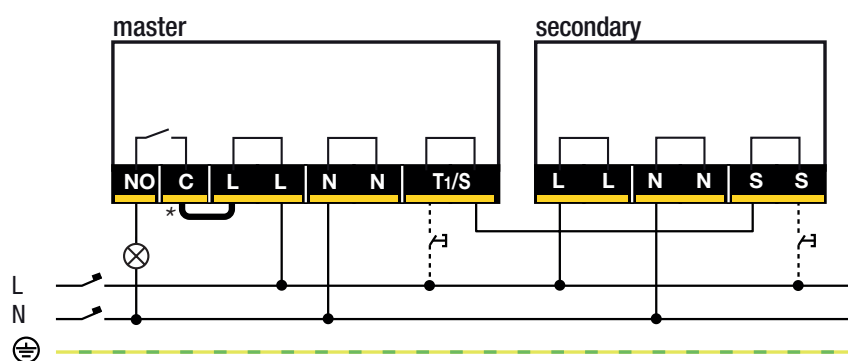 master
secondary
NO C L L N N T1/S
L L N N S S
*
L
N